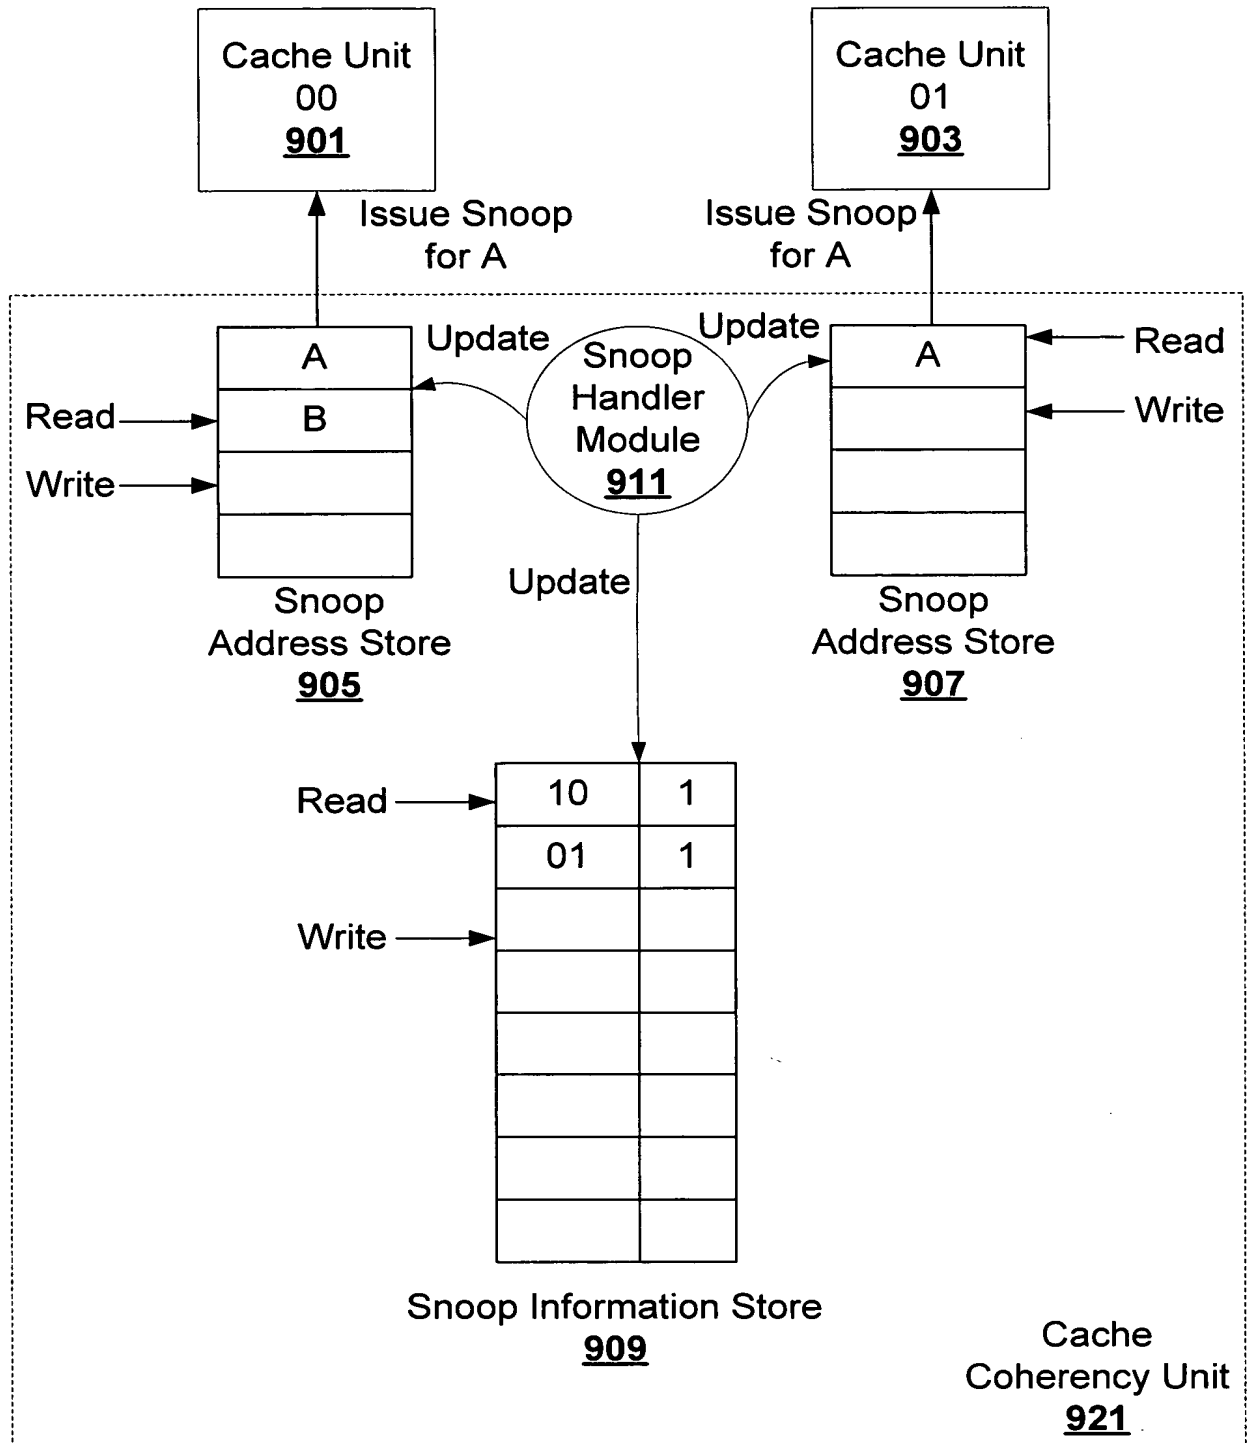 Cache Unit
00
901
Cache Unit
01
903
Issue Snoop
for A
Issue Snoop
for A
Update
Update
A
B
Read
Write
Snoop
Handler
Module
911
A
Read
Write
Update
Snoop
Address Store
905
Snoop
Address Store
907
Read
10 1
01 1
Write
Snoop Information Store
909
Cache
Coherency Unit
921